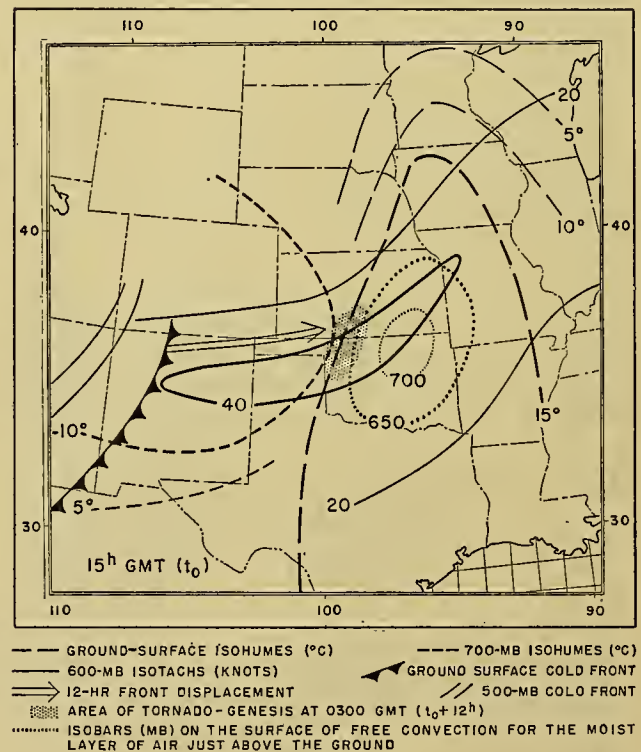 110 100 90
20
5°
10°
40 40
700
40 650
-10°
15°
5° 20
30 30
15h GMT (t₀)
110 100 90
GROUND-SURFACE ISOHUMES (°C) 700-MB ISOHUMES (°C)
600-MB ISOTACHS (KNOTS) GROUND SURFACE COLD FRONT
12-HR FRONT DISPLACEMENT 500-MB COLD FRONT
AREA OF TORNADO-GENESIS AT 0300 GMT (t₀+12h)
ISOBARS (MB) ON THE SURFACE OF FREE CONVECTION FOR THE MOIST
LAYER OF AIR JUST ABOVE THE GROUND